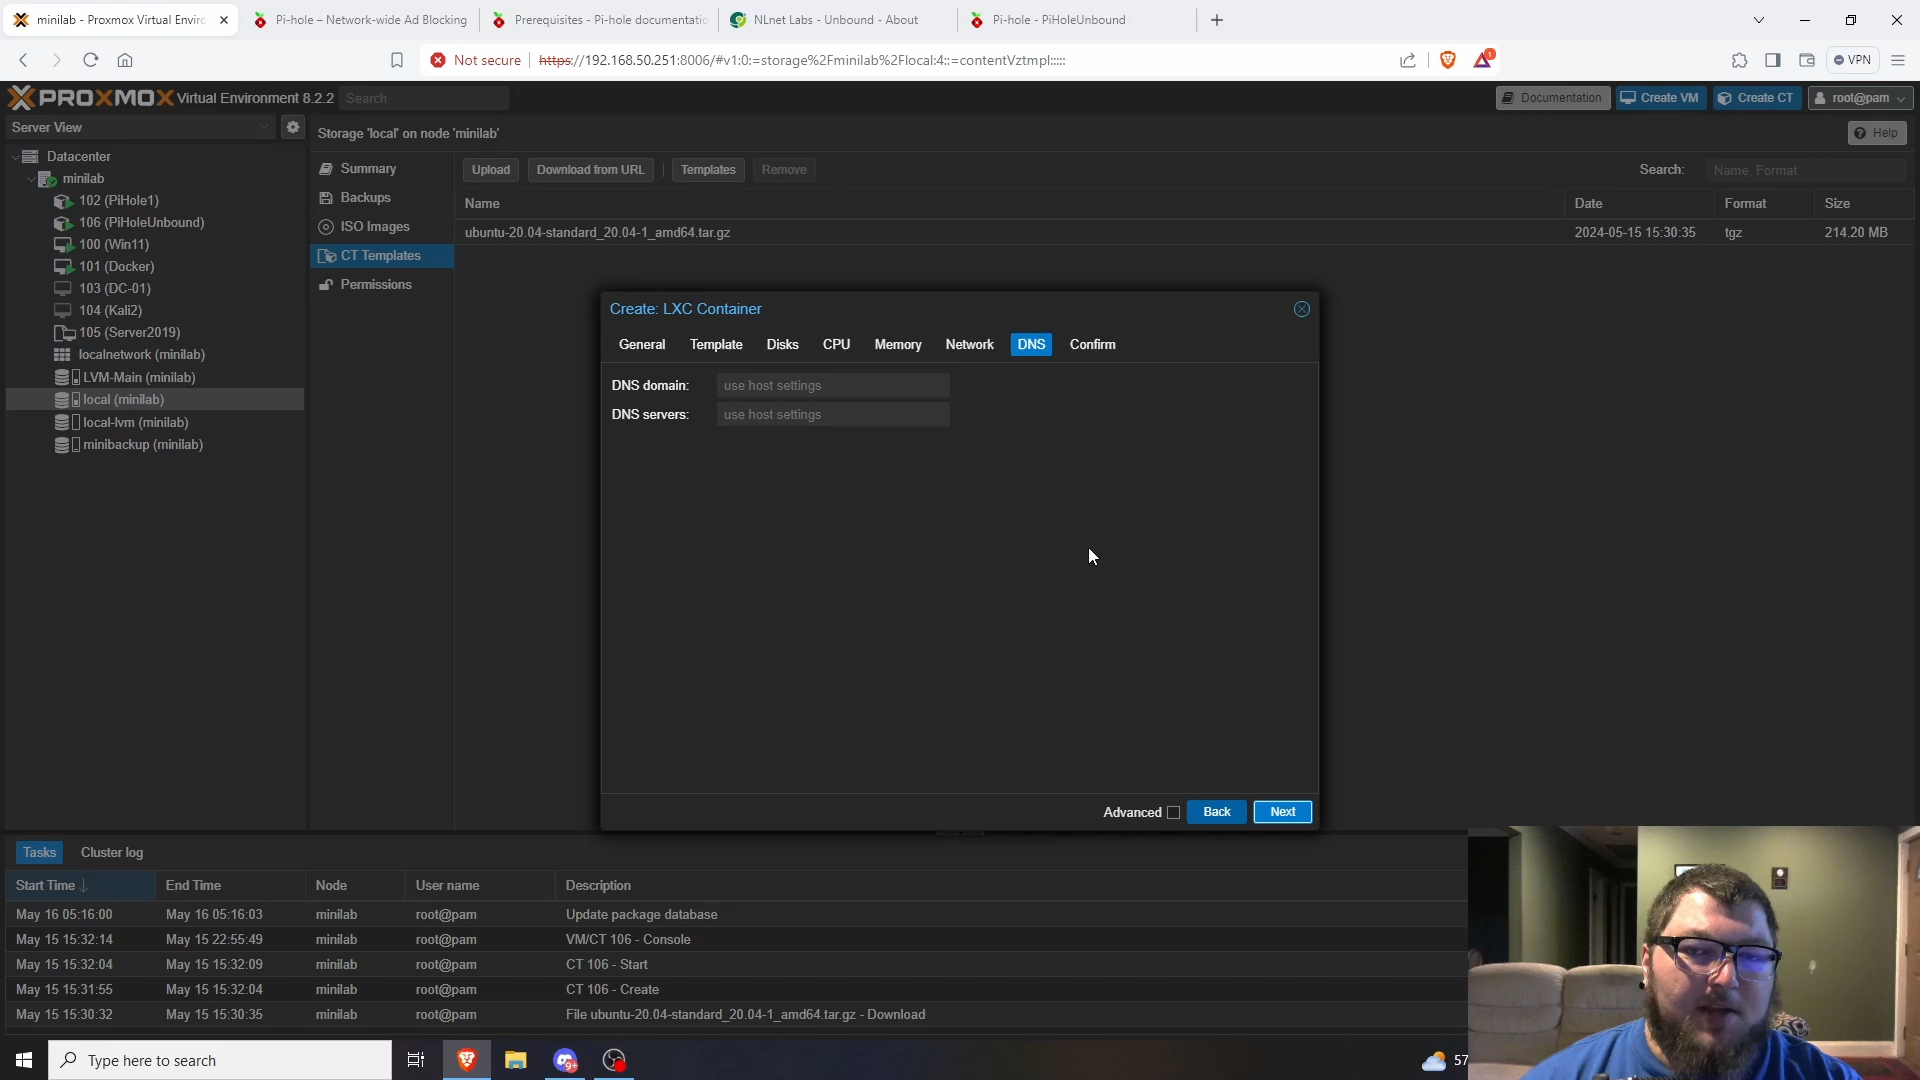 minilab - Proxmox Virtual Enviro
Pi-hole – Network-wide Ad Blocking
Prerequisites - Pi-hole documentatio
NLnet Labs - Unbound - About
Pi-hole - PiHoleUnbound
Not secure
https://192.168.50.251:8006/#v1:0:=storage%2Fminilab%2Flocal:4::=contentVztmpl:::::
1
VPN
PROXMOX Virtual Environment 8.2.2
Search
Documentation
Create VM
Create CT
root@pam
Server View
Storage 'local' on node 'minilab'
Help
Datacenter
minilab
102 (PiHole1)
106 (PiHoleUnbound)
100 (Win11)
101 (Docker)
103 (DC-01)
104 (Kali2)
105 (Server2019)
localnetwork (minilab)
LVM-Main (minilab)
local (minilab)
local-lvm (minilab)
minibackup (minilab)
Summary
Backups
ISO Images
CT Templates
Permissions
Upload
Download from URL
Templates
Remove
Search:
Name, Format
Name
Date
Format
Size
ubuntu-20.04-standard_20.04-1_amd64.tar.gz
2024-05-15 15:30:35
tgz
214.20 MB
Create: LXC Container
General
Template
Disks
CPU
Memory
Network
DNS
Confirm
DNS domain:
use host settings
DNS servers:
use host settings
Advanced
Back
Next
Tasks
Cluster log
Start Time
End Time
Node
User name
Description
May 16 05:16:00
May 16 05:16:03
minilab
root@pam
Update package database
May 15 15:32:14
May 15 22:55:49
minilab
root@pam
VM/CT 106 - Console
May 15 15:32:04
May 15 15:32:09
minilab
root@pam
CT 106 - Start
May 15 15:31:55
May 15 15:32:04
minilab
root@pam
CT 106 - Create
May 15 15:30:32
May 15 15:30:35
minilab
root@pam
File ubuntu-20.04-standard_20.04-1_amd64.tar.gz - Download
Type here to search
9+
57